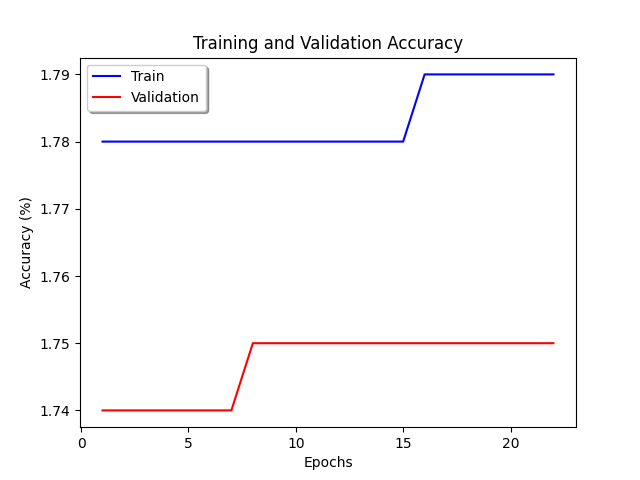 Training and Validation Accuracy
Train
Validation
1.79
1.78
1.77
1.76
1.75
1.74
Accuracy (%)
0 5 10 15 20
Epochs